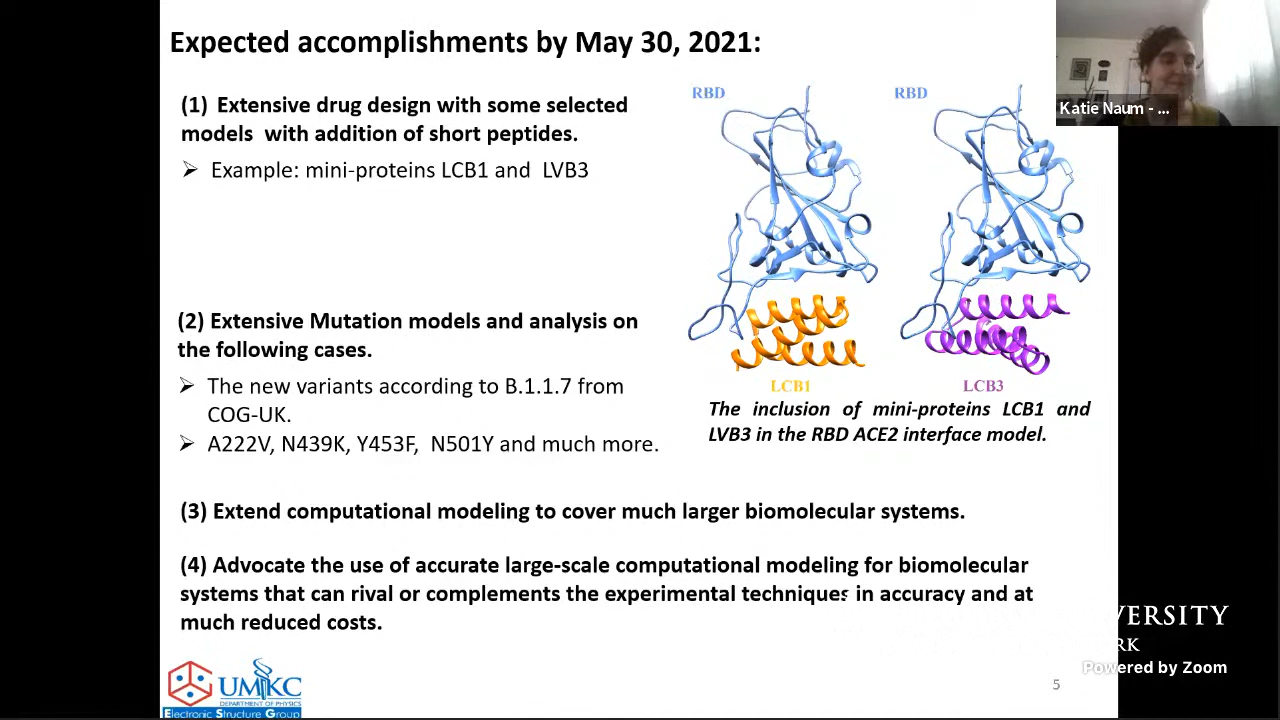 Expected accomplishments by May 30, 2021:
(1) Extensive drug design with some selected
models with addition of short peptides.
Example: mini-proteins LCB1 and LVB3
(2) Extensive Mutation models and analysis on
the following cases.
The new variants according to B.1.1.7 from
COG-UK.
A222V, N439K, Y453F, N501Y and much more.
RBD
RBD
LCB1
LCB3
The inclusion of mini-proteins LCB1 and
LVB3 in the RBD ACE2 interface model.
(3) Extend computational modeling to cover much larger biomolecular systems.
(4) Advocate the use of accurate large-scale computational modeling for biomolecular
systems that can rival or complements the experimental techniques in accuracy and at
much reduced costs.
UMKC
DEPARTMENT OF PHYSICS
Electronic Structure Group
5
Katie Naum - ...
VERSITY
RK
Powered by Zoom